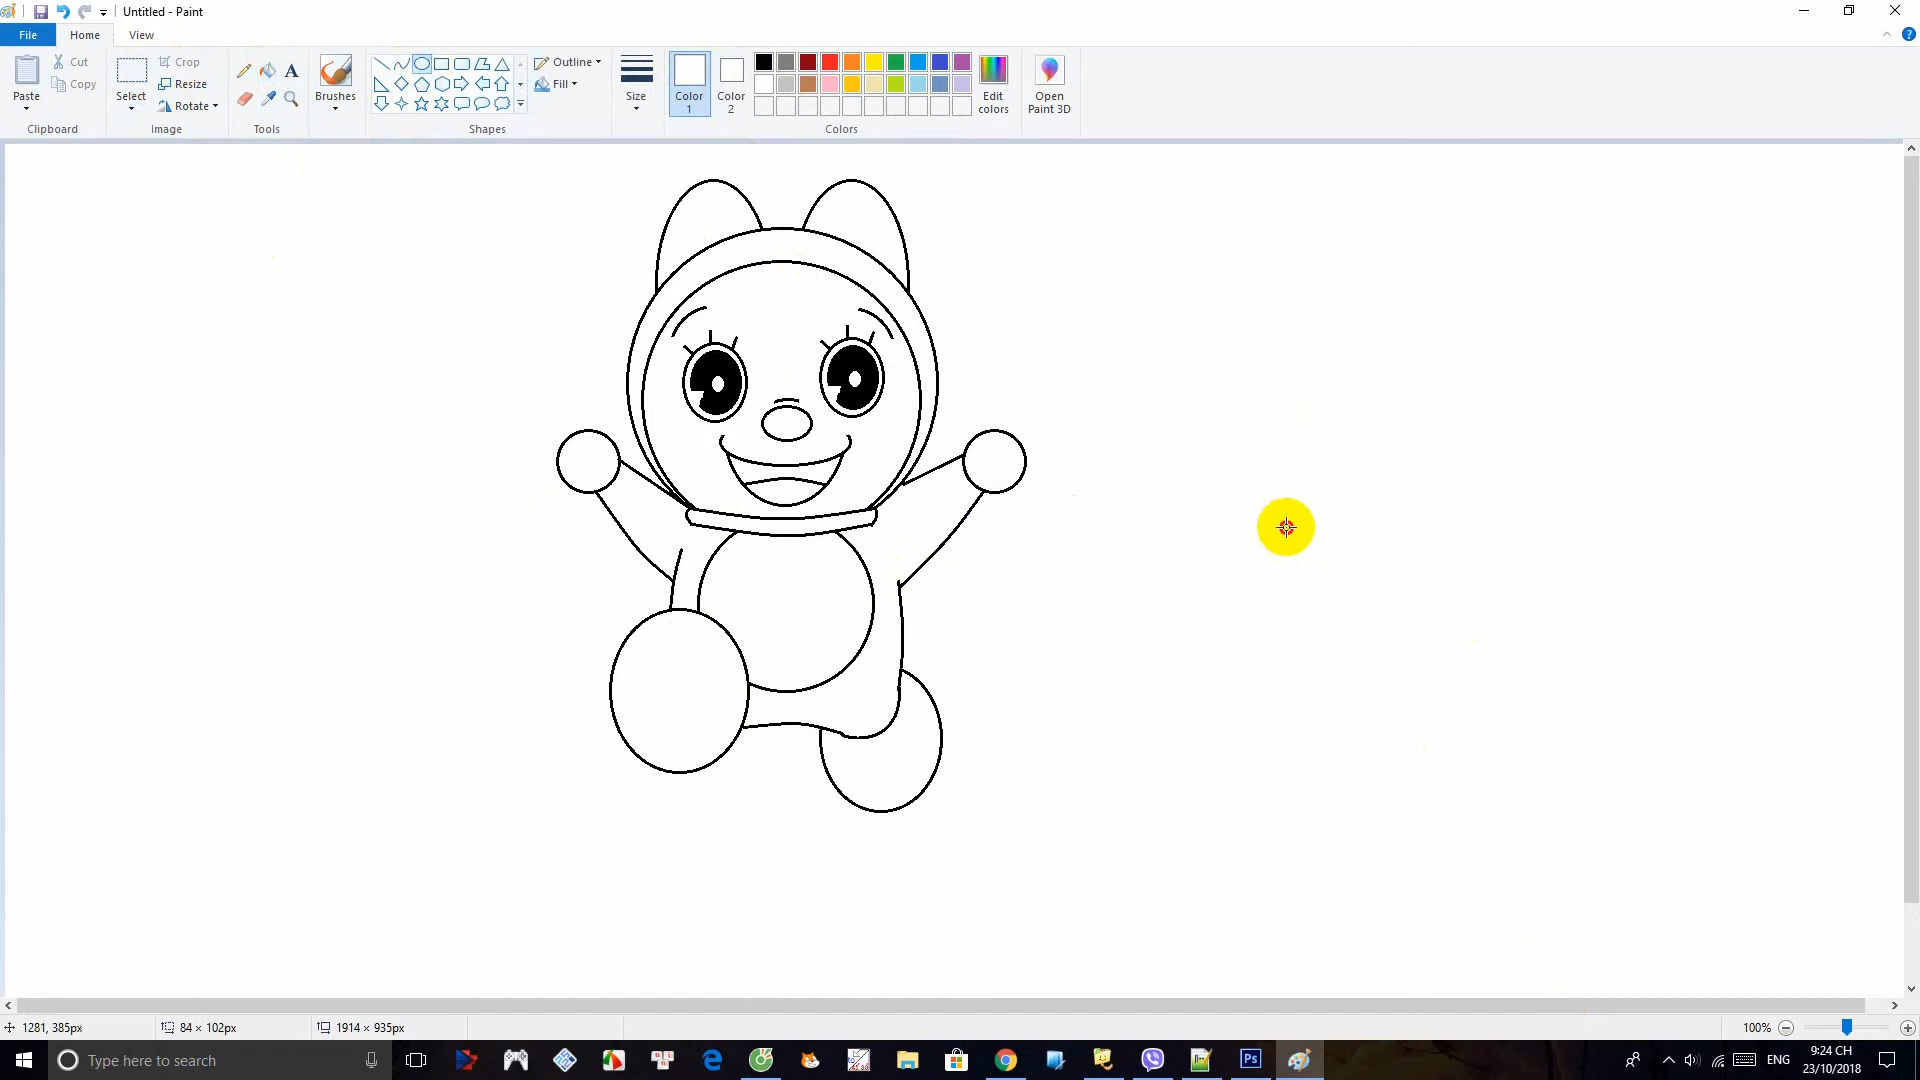 Untitled - Paint
File
Home
View
Paste
Cut
Copy
Clipboard
Select
Crop
Resize
Rotate
Image
A
Tools
Brushes
Shapes
Outline
Fill
Size
Color 1
Color 2
Colors
Edit colors
Open Paint 3D
1281, 385px
84 × 102px
1914 × 935px
100%
Type here to search
Ps
ENG
9:24 CH
23/10/2018